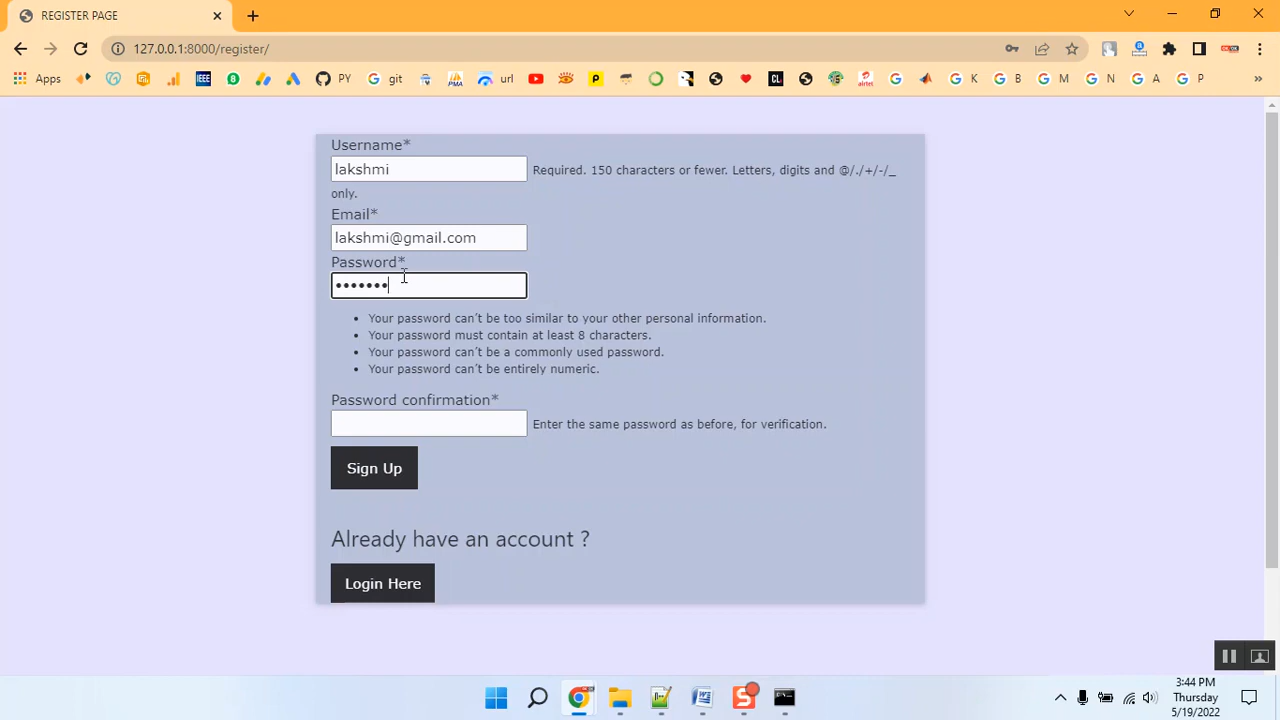 REGISTER PAGE
127.0.0.1:8000/register/
Apps
IEEE
PY
git
PMA
url
CL
airtel
K
B
M
N
A
P
Username*
lakshmi
Required. 150 characters or fewer. Letters, digits and @/./+/-/_
only.
Email*
lakshmi@gmail.com
Password*
•••••••
• Your password can’t be too similar to your other personal information.
• Your password must contain at least 8 characters.
• Your password can’t be a commonly used password.
• Your password can’t be entirely numeric.
Password confirmation*
Enter the same password as before, for verification.
Sign Up
Already have an account ?
Login Here
3:44 PM
Thursday
5/19/2022